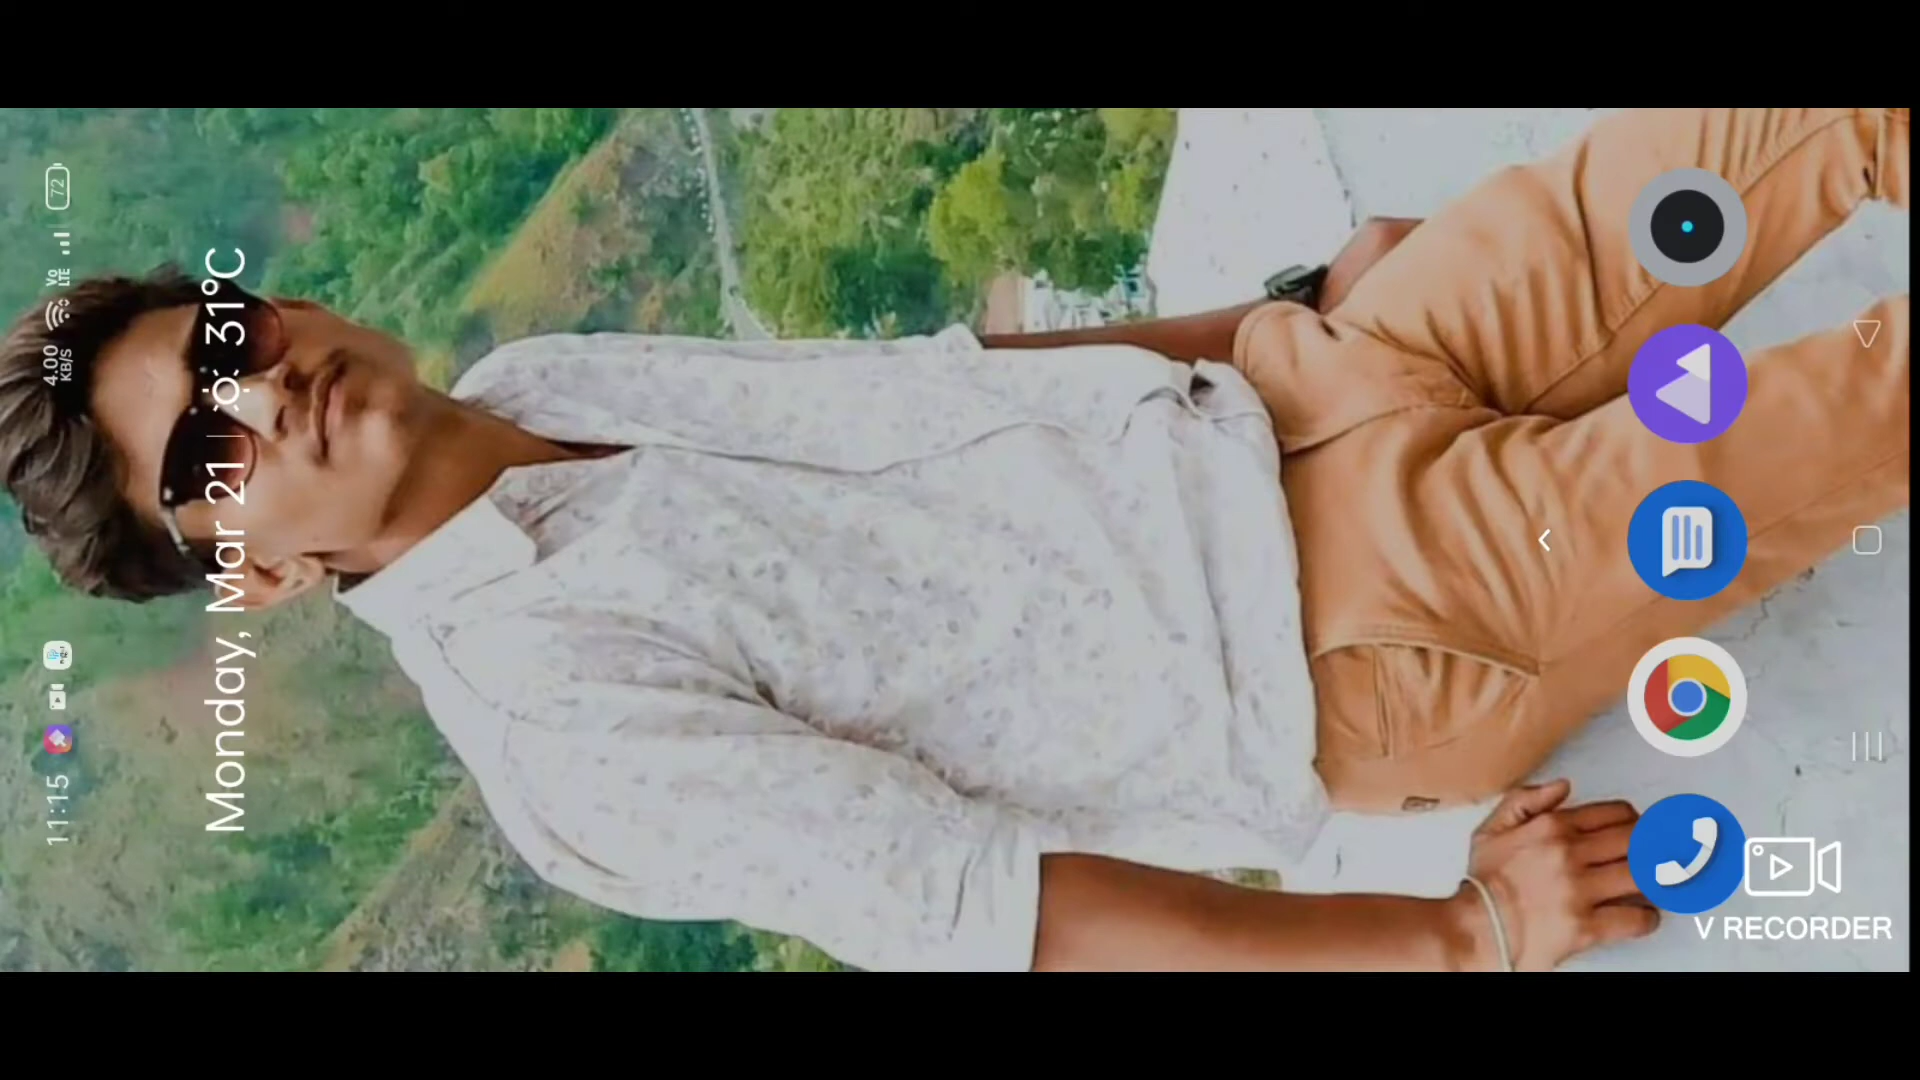 11:15
4.00
KB/S
Vo
LTE
72
Monday, Mar 21 | 31°C
V RECORDER